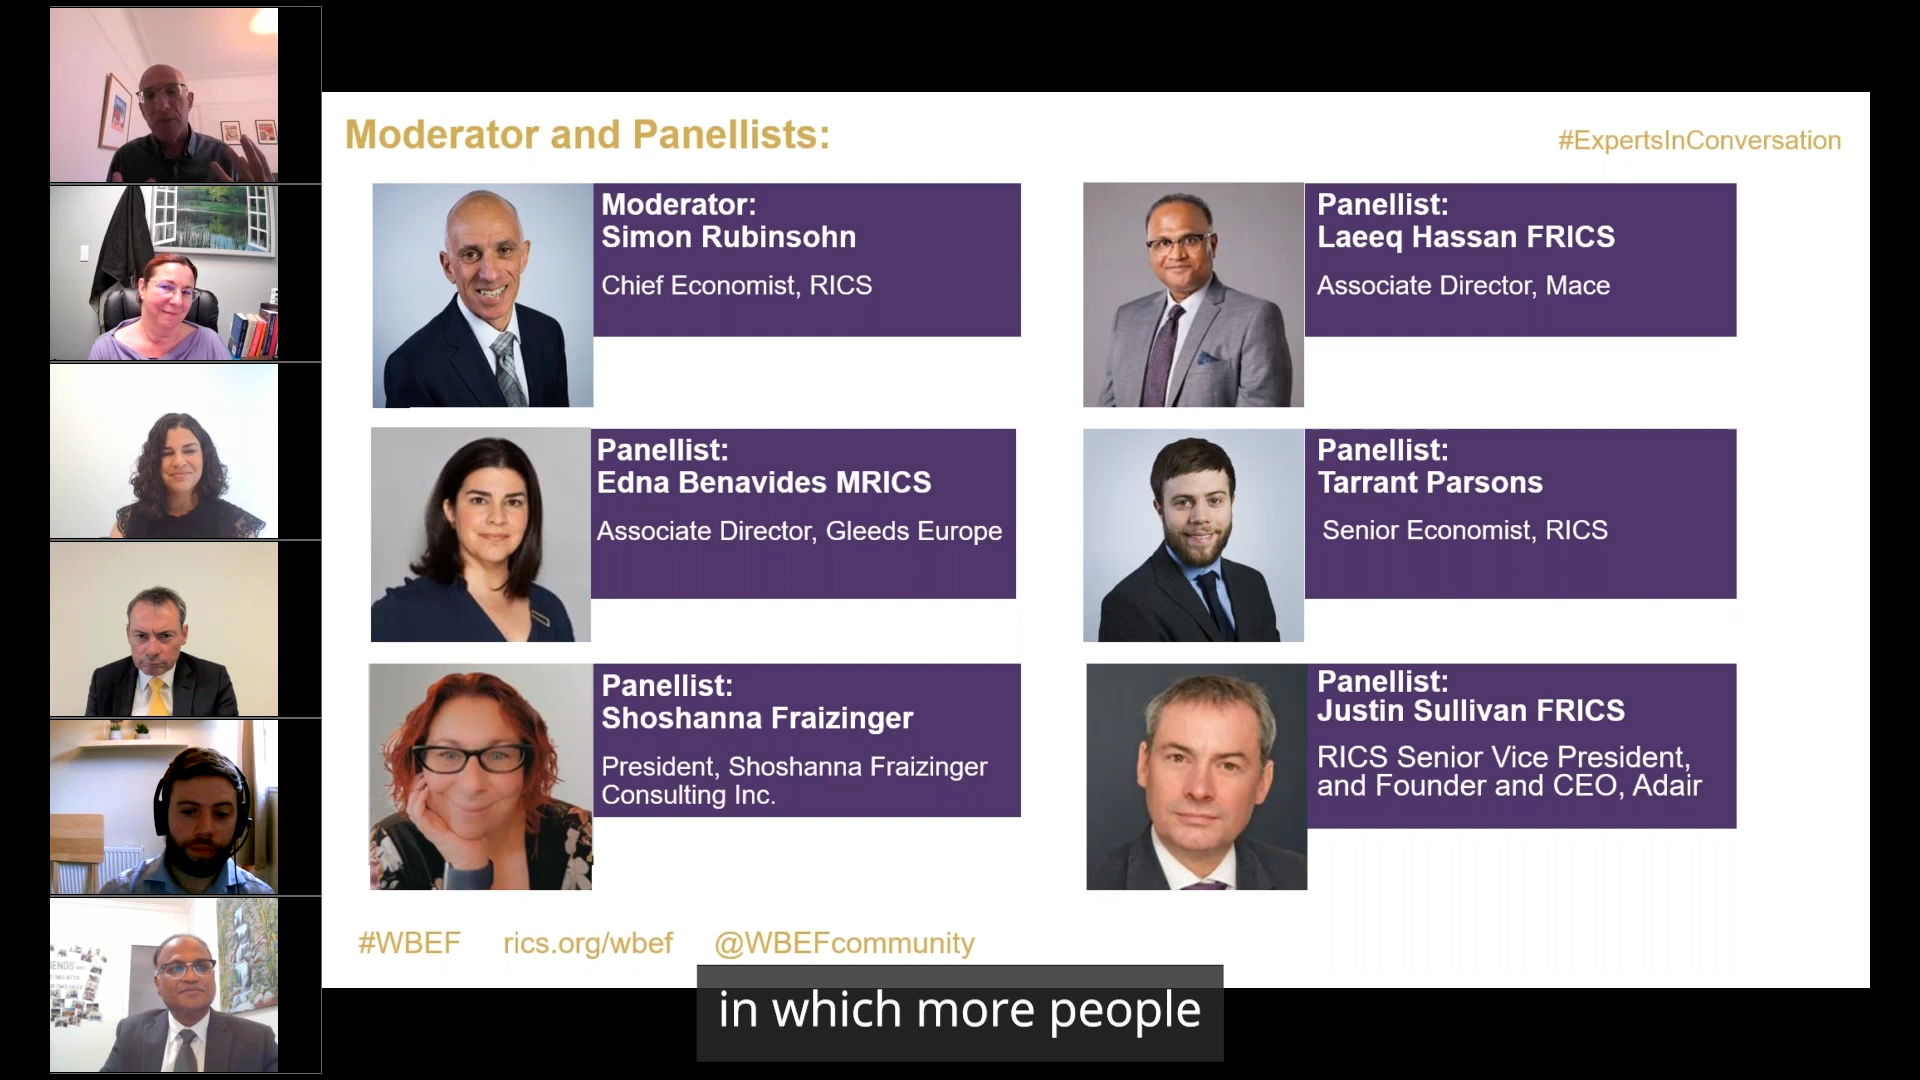 Moderator and Panellists:
#ExpertsInConversation
Moderator:
Simon Rubinsohn
Chief Economist, RICS
Panellist:
Laeeq Hassan FRICS
Associate Director, Mace
Panellist:
Edna Benavides MRICS
Associate Director, Gleeds Europe
Panellist:
Tarrant Parsons
Senior Economist, RICS
Panellist:
Shoshanna Fraizinger
President, Shoshanna Fraizinger
Consulting Inc.
Panellist:
Justin Sullivan FRICS
RICS Senior Vice President,
and Founder and CEO, Adair
#WBEF rics.org/wbef @WBEFcommunity
in which more people